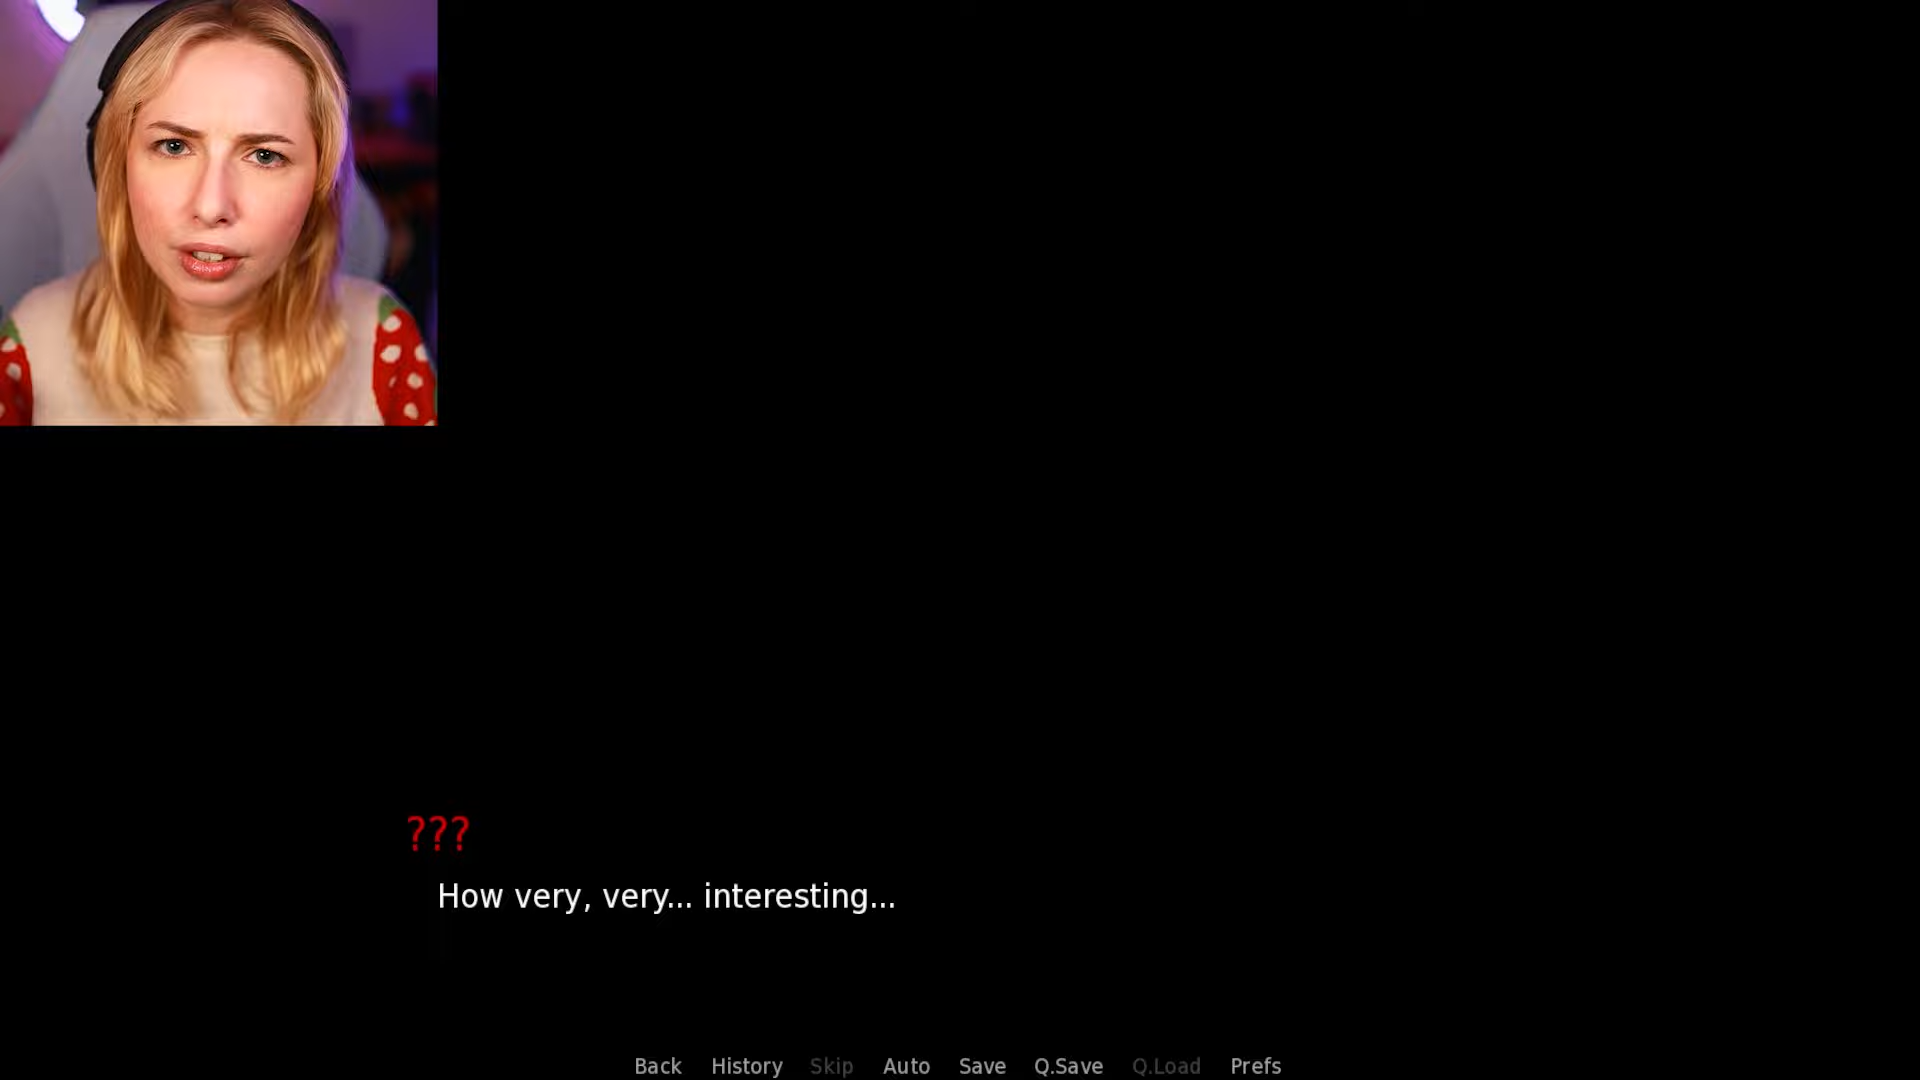 ???
How very, very... interesting...
Back History Skip Auto Save Q.Save Q.Load Prefs